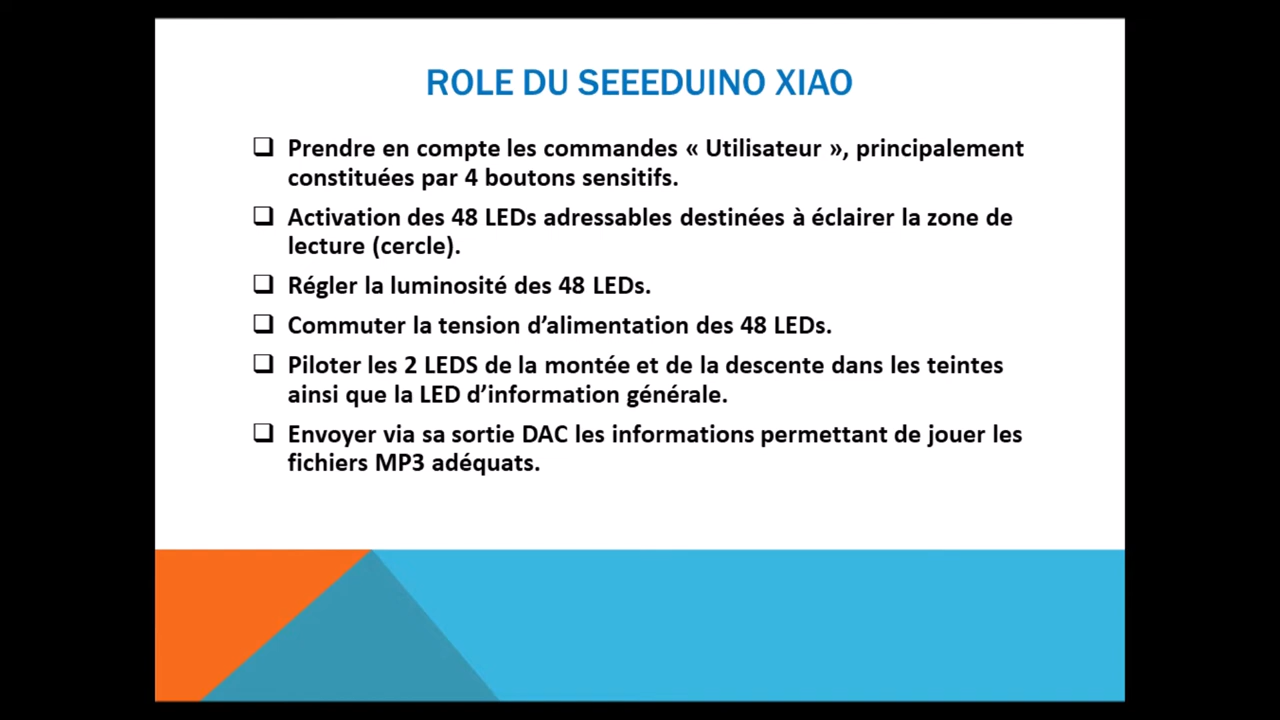 ROLE DU SEEEDUINO XIAO
Prendre en compte les commandes « Utilisateur », principalement
constituées par 4 boutons sensitifs.
Activation des 48 LEDs adressables destinées à éclairer la zone de
lecture (cercle).
Régler la luminosité des 48 LEDs.
Commuter la tension d’alimentation des 48 LEDs.
Piloter les 2 LEDS de la montée et de la descente dans les teintes
ainsi que la LED d’information générale.
Envoyer via sa sortie DAC les informations permettant de jouer les
fichiers MP3 adéquats.